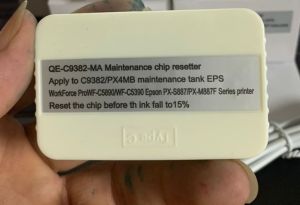 QE-C9382-MA Maintenance chip resetter
Apply to C9382/PX4MB maintenance tank EPS
WorkForce ProWF-C5890/WF-C5390 Epson PX-S887/PX-M887F Series printer
Reset the chip before th ink fall to15%
Type C